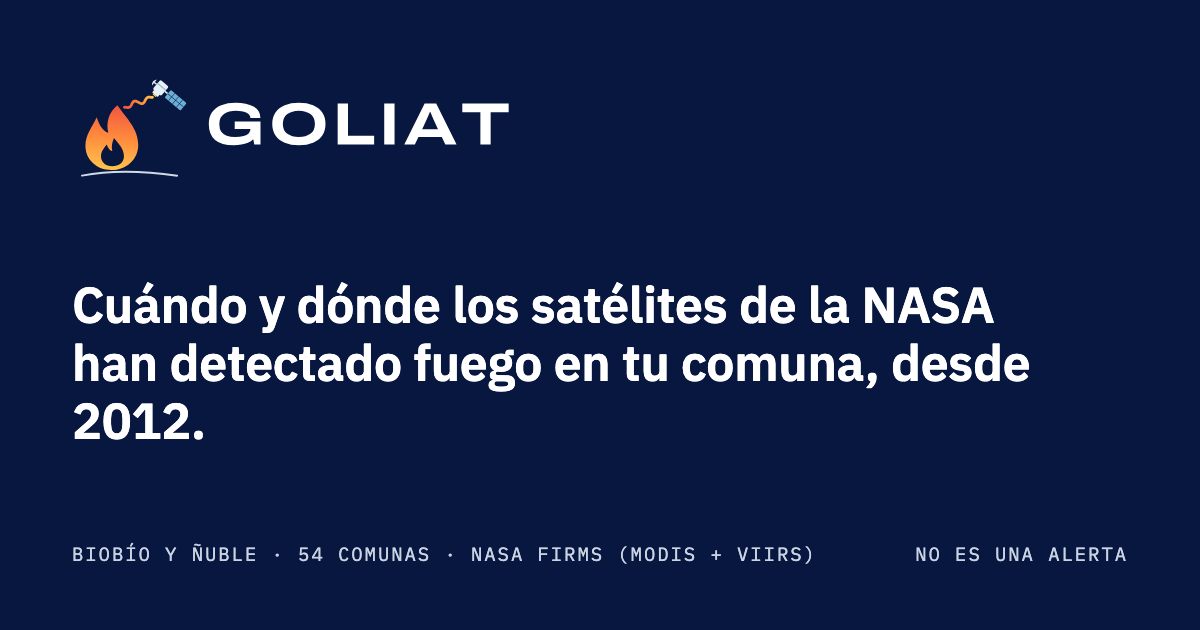 GOLIAT
Cuándo y dónde los satélites de la NASA
han detectado fuego en tu comuna, desde
2012.
BIOBÍO Y ÑUBLE · 54 COMUNAS · NASA FIRMS (MODIS + VIIRS)
NO ES UNA ALERTA